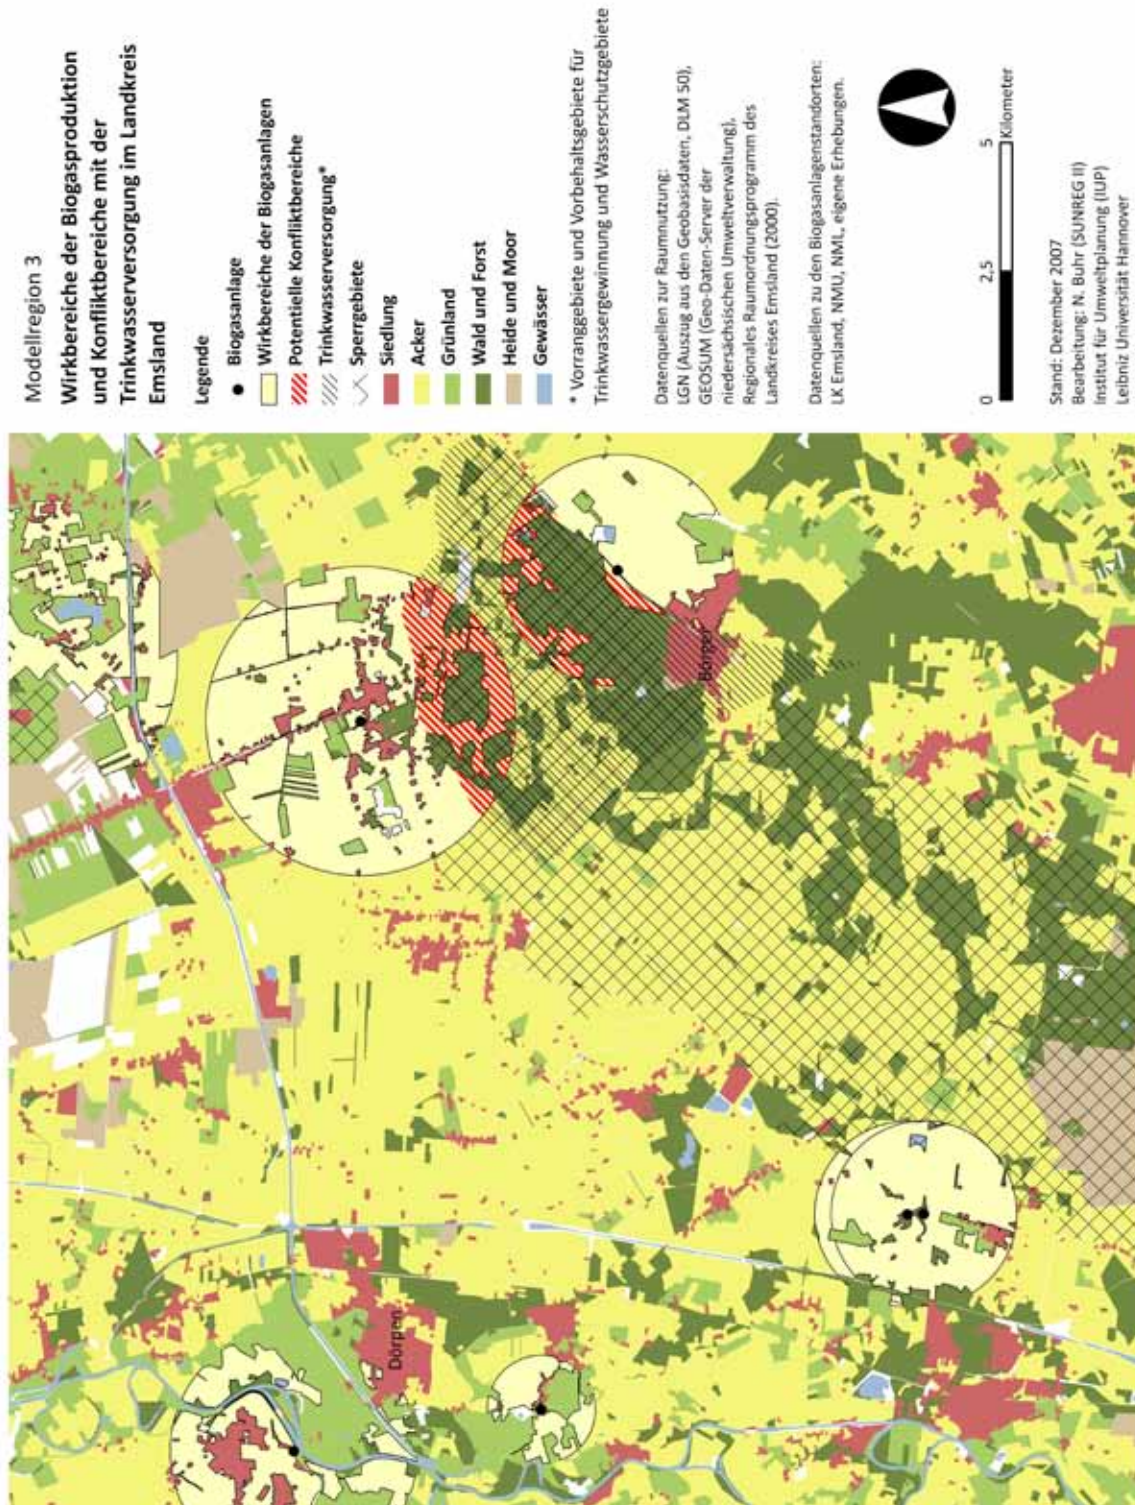 Modellregion 3
Wirkbereiche der Biogasproduktion
und Konfliktbereiche mit der
Trinkwasserversorgung im Landkreis
Emsland
Legende
Biogasanlage
Wirkbereiche der Biogasanlagen
Potentielle Konfliktbereiche
Trinkwasserversorgung*
Sperrgebiete
Siedlung
Acker
Grünland
Wald und Forst
Heide und Moor
Gewässer
* Vorranggebiete und Vorbehaltsgebiete für
Trinkwassergewinnung und Wasserschutzgebiete
Datenquellen zur Raumnutzung:
LGN (Auszug aus den Geobasisdaten, DLM 50),
GEOSUM (Geo-Daten-Server der
niedersächsischen Umweltverwaltung),
Regionales Raumordnungsprogramm des
Landkreises Emsland (2000).
Datenquellen zu den Biogasanlagenstandorten:
LK Emsland, NMU, NML, eigene Erhebungen.
0 2,5 5
Kilometer
Stand: Dezember 2007
Bearbeitung: N. Buhr (SUNREG II)
Institut für Umweltplanung (IUP)
Leibniz Universität Hannover
Dörpen
Börger